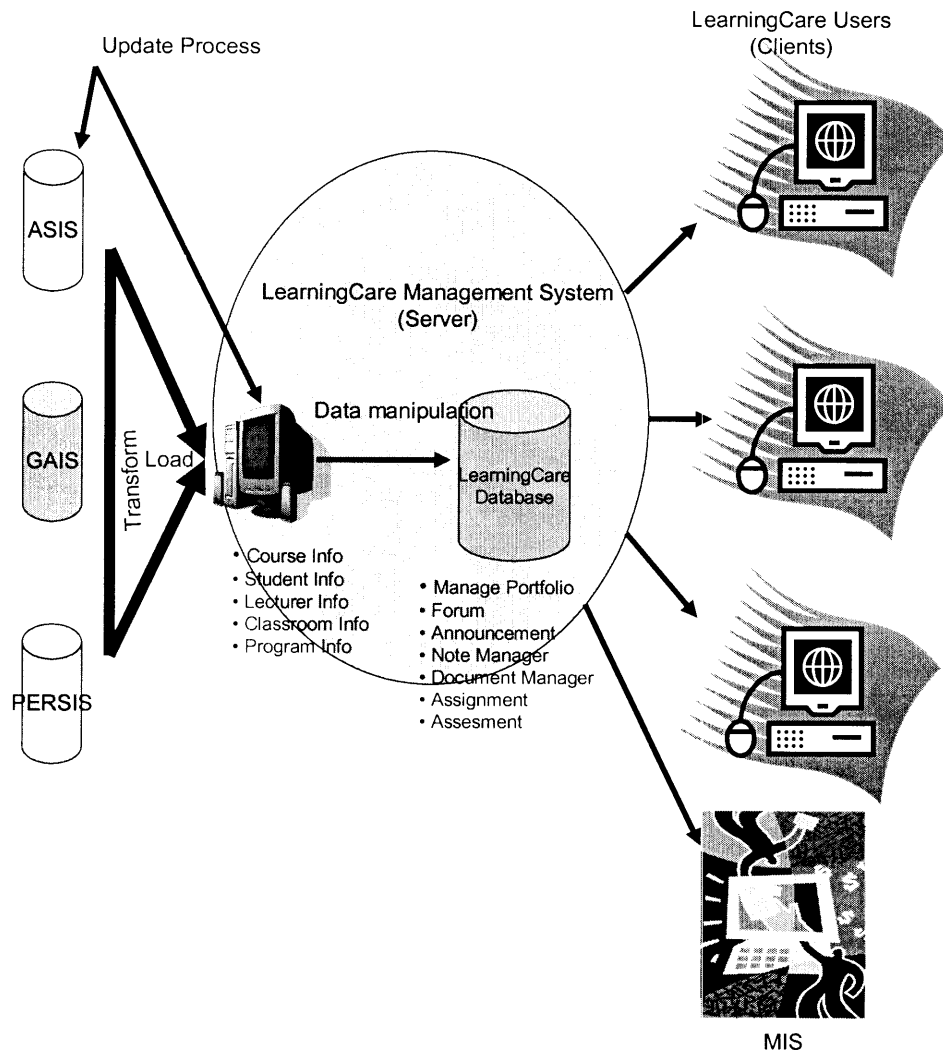 Update Process
LearningCare Users
(Clients)
ASIS
GAIS
PERSIS
Transform
Load
LearningCare Management System
(Server)
Data manipulation
LearningCare
Database
• Course Info
• Student Info
• Lecturer Info
• Classroom Info
• Program Info
• Manage Portfolio
• Forum
• Announcement
• Note Manager
• Document Manager
• Assignment
• Assesment
MIS